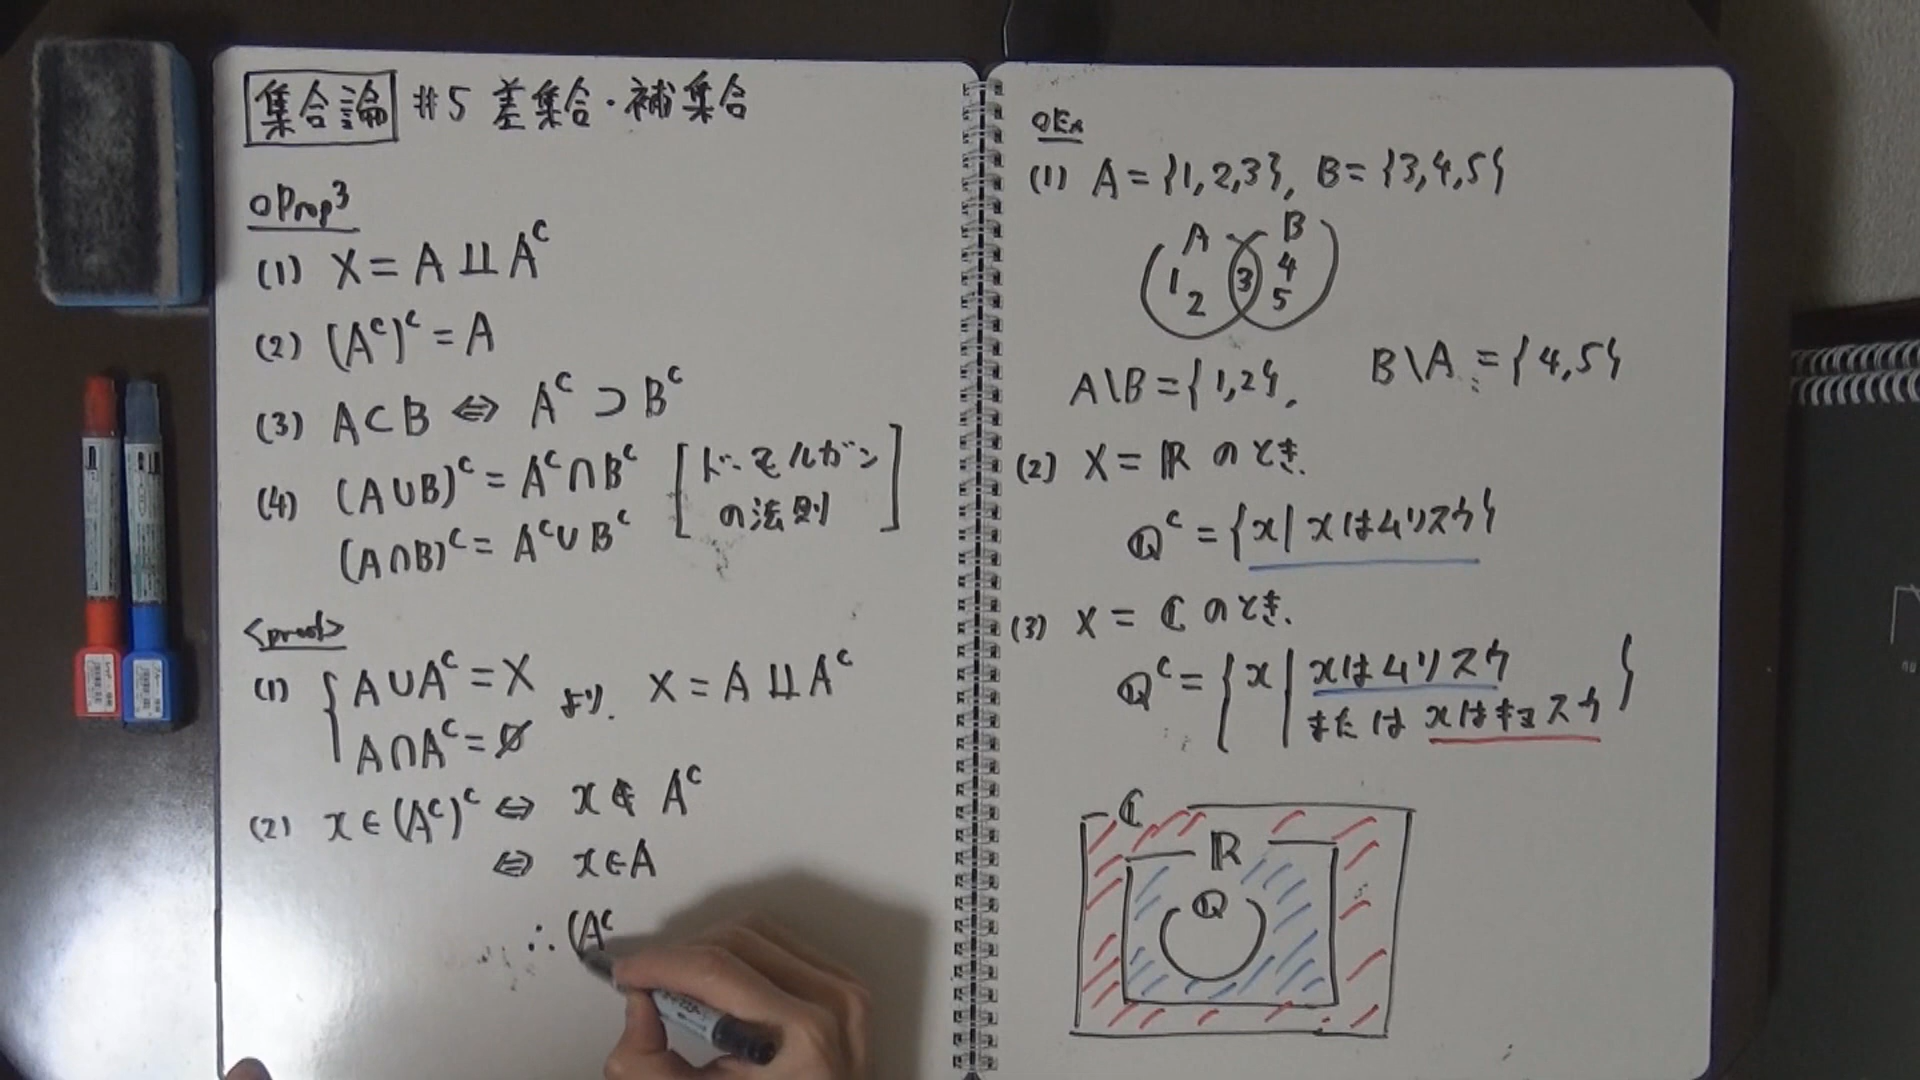 集合論 #5 差集合・補集合
○Prop3
(1) X = A ⨿ A^c
(2) (A^c)^c = A
(3) A⊂B ⇔ A^c ⊃ B^c
(4) (A∪B)^c = A^c∩B^c [ド・モルガンの法則]
(A∩B)^c = A^c∪B^c
<proof>
(1) { A∪A^c = X
A∩A^c = ∅ より. X = A ⨿ A^c
(2) x∈(A^c)^c ⇔ x∉A^c
⇔ x∈A
∴ (A^c
○Ex
(1) A={1,2,3}, B={3,4,5}
A B
1 2 3 4 5
A\B={1,2}, B\A={4,5}
(2) X=ℝ のとき.
ℚ^c={x|xはムリスウ}
(3) X=ℂ のとき.
ℚ^c={x|xはムリスウ
または xはキョスウ}
ℂ
ℝ
ℚ